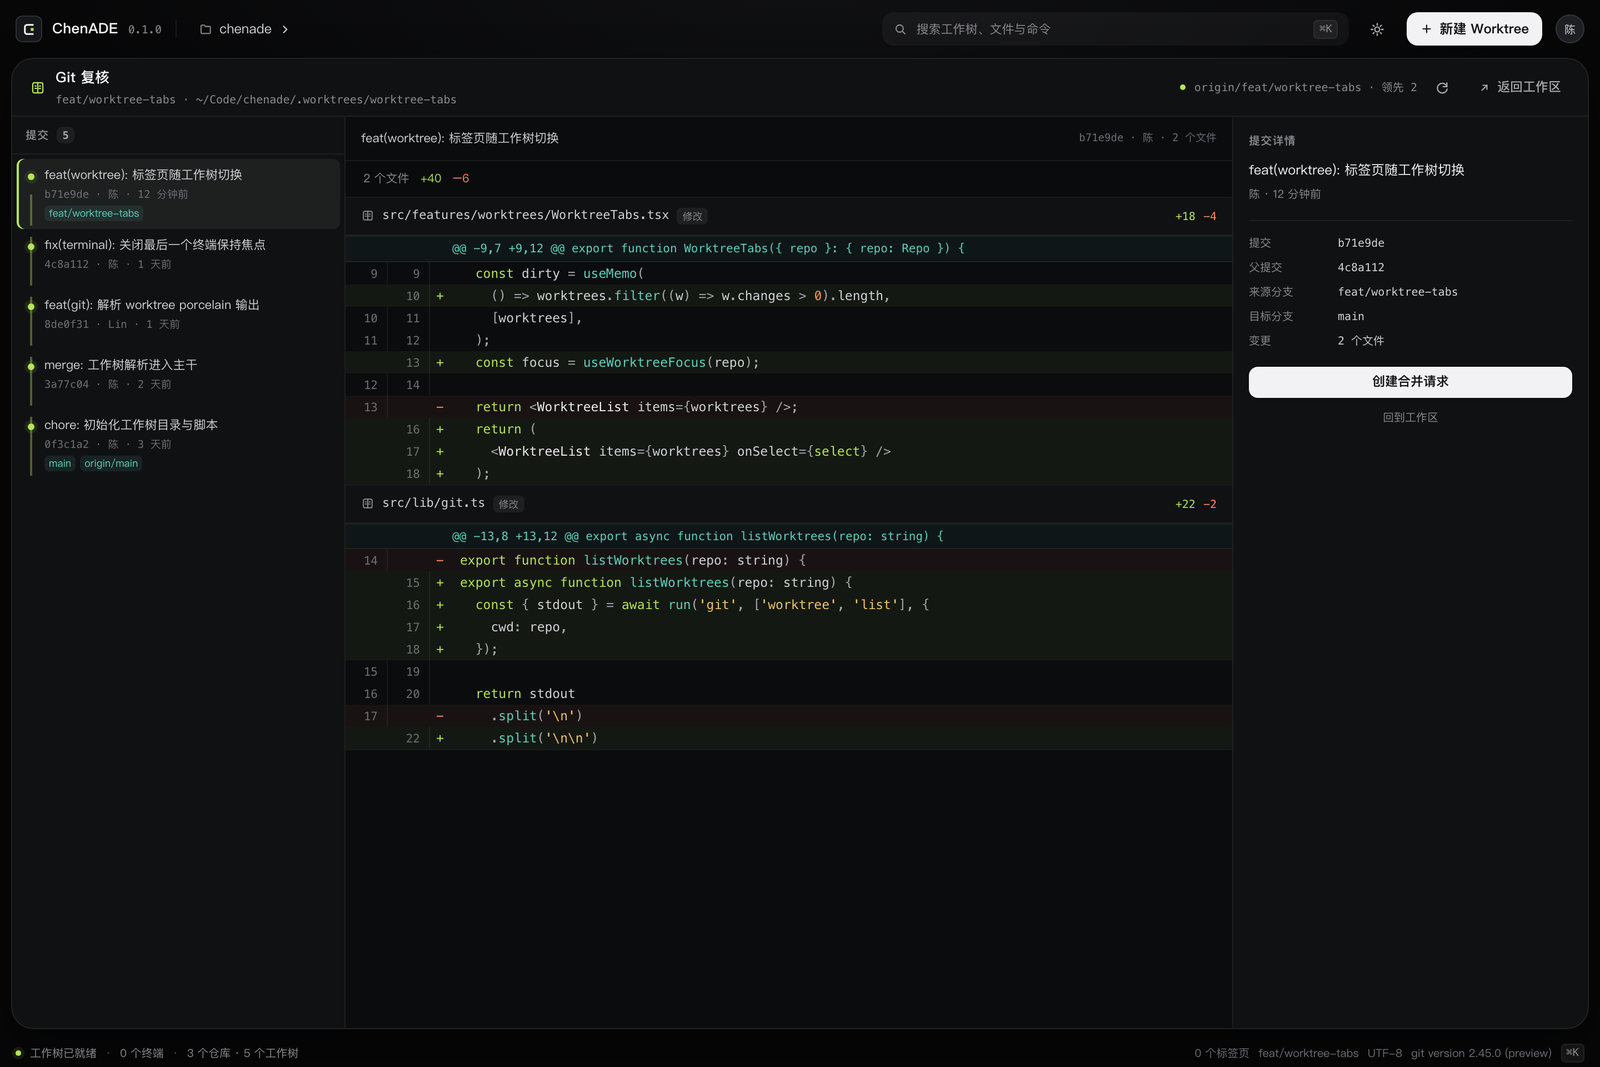 ChenADE 0.1.0 chenade
搜索工作树、文件与命令 ⌘K
+ 新建 Worktree
陈
Git 复核
feat/worktree-tabs · ~/Code/chenade/.worktrees/worktree-tabs
origin/feat/worktree-tabs · 领先 2
返回工作区
提交 5
feat(worktree): 标签页随工作树切换
b71e9de · 陈 · 12 分钟前
feat/worktree-tabs
fix(terminal): 关闭最后一个终端保持焦点
4c8a112 · 陈 · 1 天前
feat(git): 解析 worktree porcelain 输出
8de0f31 · Lin · 1 天前
merge: 工作树解析进入主干
3a77c04 · 陈 · 2 天前
chore: 初始化工作树目录与脚本
0f3c1a2 · 陈 · 3 天前
main origin/main
feat(worktree): 标签页随工作树切换
b71e9de · 陈 · 2 个文件
2 个文件 +40 −6
src/features/worktrees/WorktreeTabs.tsx 修改 +18 −4
@@ −9,7 +9,12 @@ export function WorktreeTabs({ repo }: { repo: Repo }) {
9 9 const dirty = useMemo(
10 + () => worktrees.filter((w) => w.changes > 0).length,
10 11 [worktrees],
11 12 );
13 + const focus = useWorktreeFocus(repo);
12 14
13 − return <WorktreeList items={worktrees} />;
16 + return (
17 + <WorktreeList items={worktrees} onSelect={select} />
18 + );
src/lib/git.ts 修改 +22 −2
@@ −13,8 +13,12 @@ export async function listWorktrees(repo: string) {
14 − export function listWorktrees(repo: string) {
15 + export async function listWorktrees(repo: string) {
16 + const { stdout } = await run('git', ['worktree', 'list'], {
17 + cwd: repo,
18 + });
15 19
16 20 return stdout
17 − .split('\n')
22 + .split('\n\n')
提交详情
feat(worktree): 标签页随工作树切换
陈 · 12 分钟前
提交 b71e9de
父提交 4c8a112
来源分支 feat/worktree-tabs
目标分支 main
变更 2 个文件
创建合并请求
回到工作区
工作树已就绪 · 0 个终端 · 3 个仓库 · 5 个工作树
0 个标签页 feat/worktree-tabs UTF-8 git version 2.45.0 (preview) ⌘K